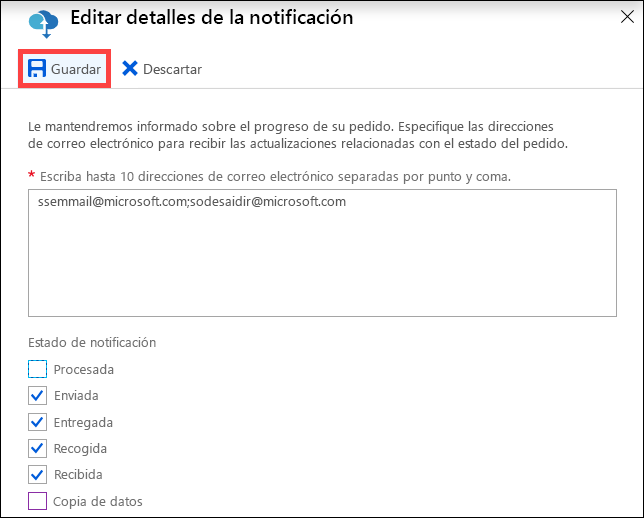 Editar detalles de la notificación
Guardar
Descartar
Le mantendremos informado sobre el progreso de su pedido. Especifique las direcciones
de correo electrónico para recibir las actualizaciones relacionadas con el estado del pedido.
* Escriba hasta 10 direcciones de correo electrónico separadas por punto y coma.
ssemmail@microsoft.com;sodesaidir@microsoft.com
Estado de notificación
Procesada
Enviada
Entregada
Recogida
Recibida
Copia de datos